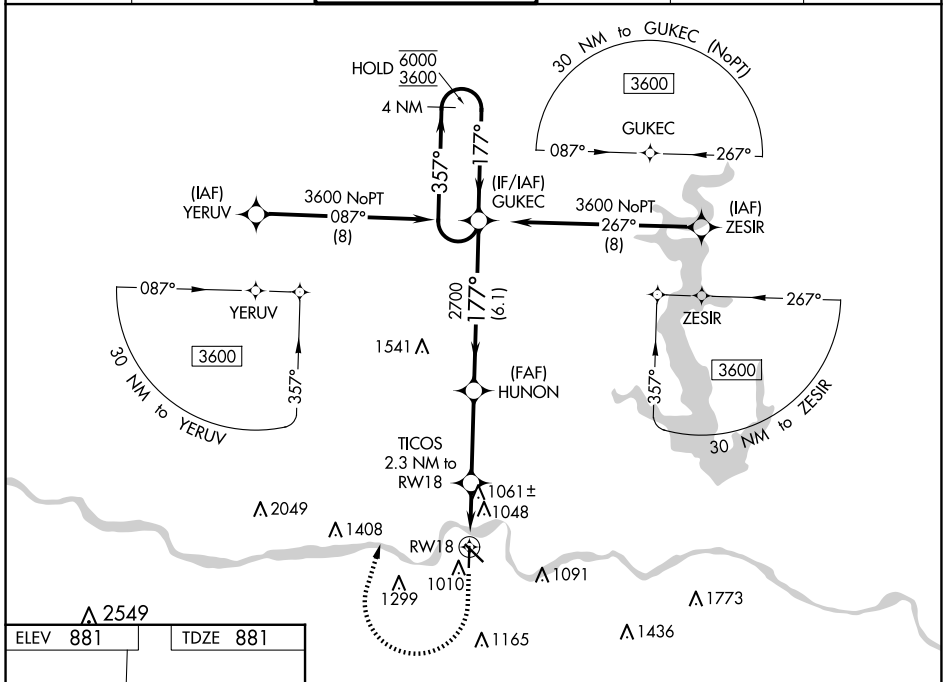 30 NM to GUKEC (NoPT)
3600
GUKEC
087°
267°
HOLD 6000
3600
4 NM
357°
177°
(IF/IAF)
GUKEC
(IAF)
YERUV
3600 NoPT
087°
(8)
3600 NoPT
267°
(8)
(IAF)
ZESIR
087°
YERUV
3600
357°
30 NM to YERUV
2700
177°
(6.1)
1541
(FAF)
HUNON
267°
ZESIR
3600
357°
30 NM to ZESIR
TICOS
2.3 NM to
RW18
1061±
1048
2049
1408
RW18
1010
1299
1091
1773
2549
1165
1436
ELEV 881
TDZE 881